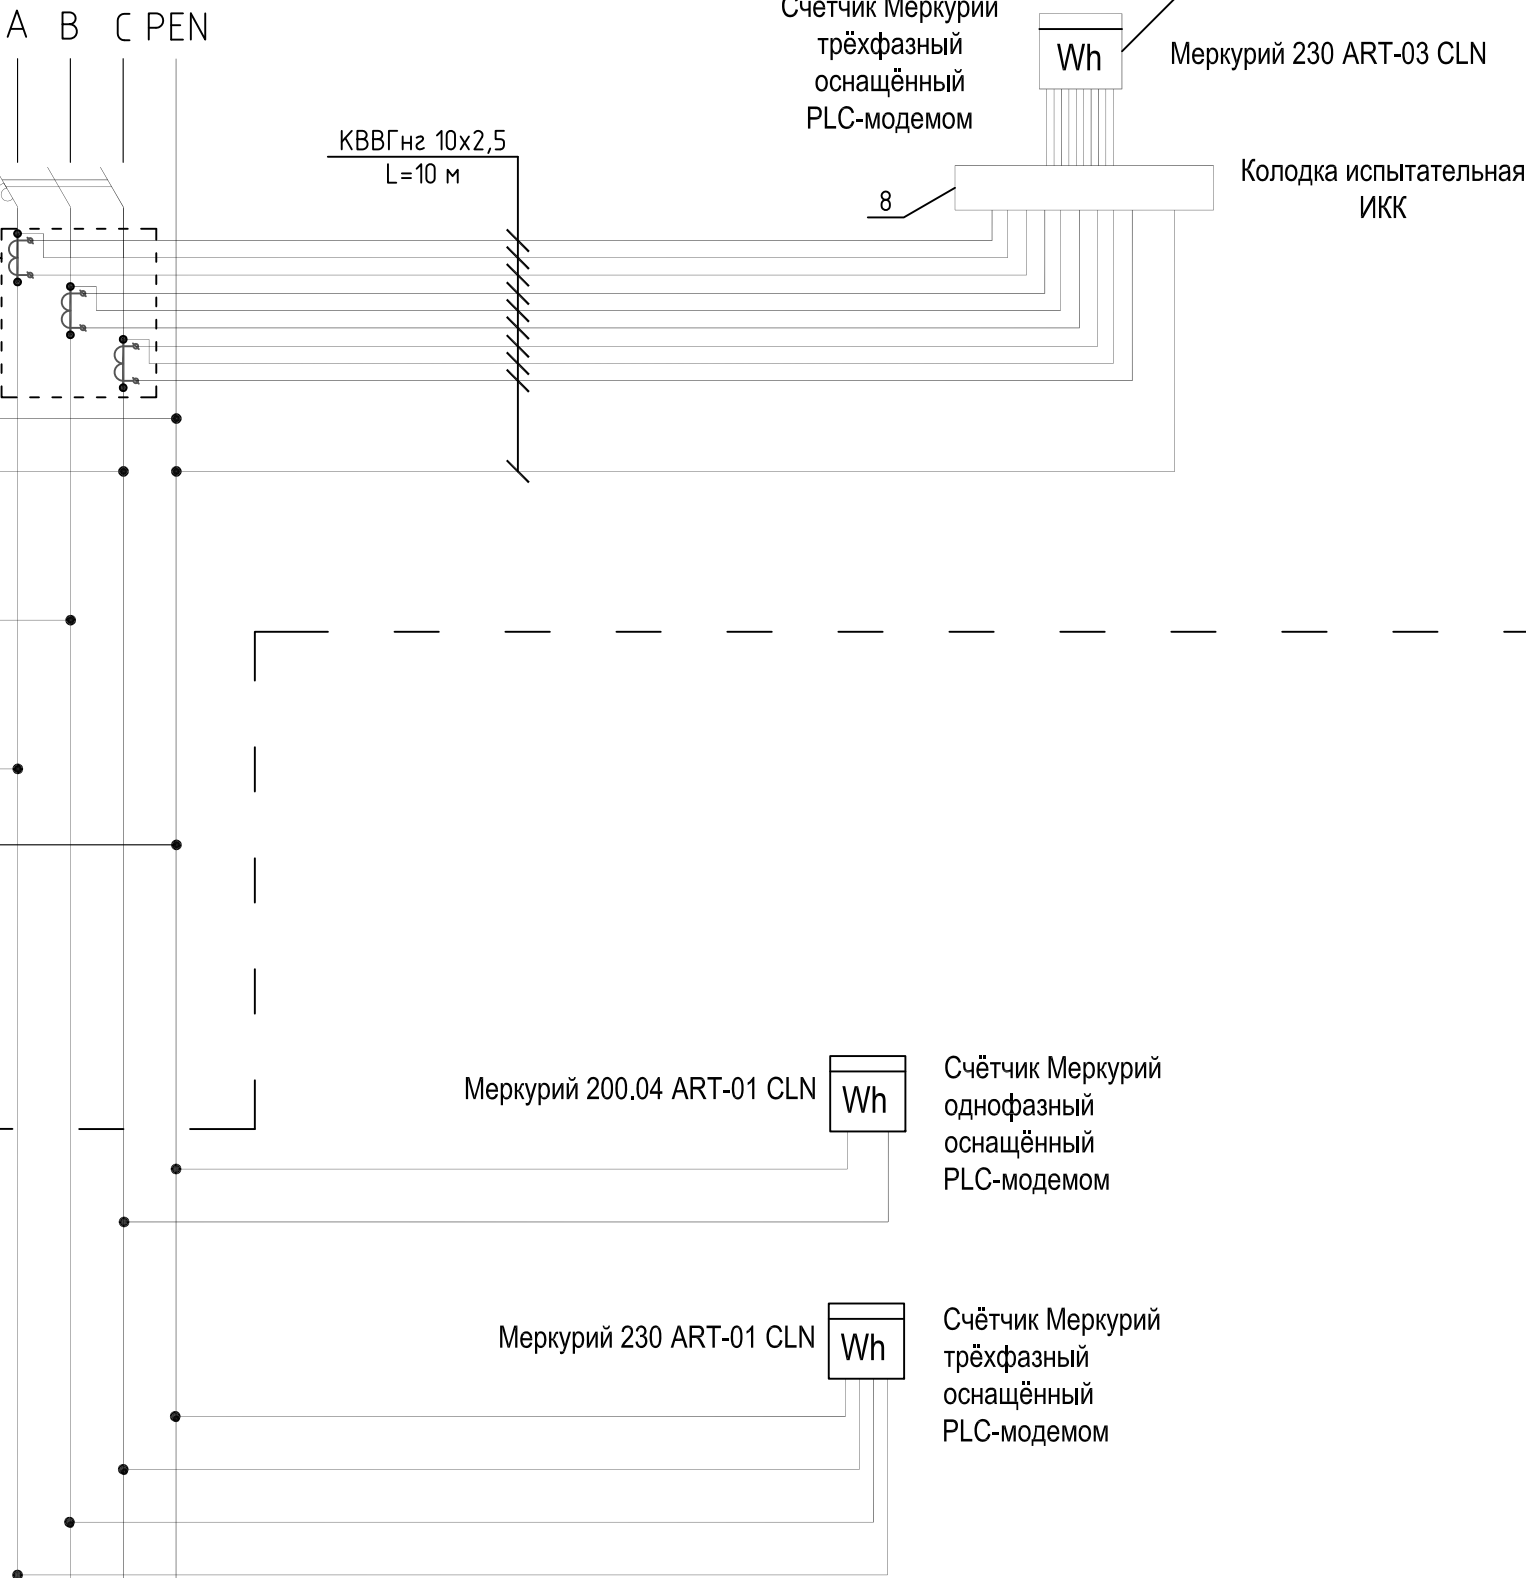 A B C PEN
Счётчик Меркурий
трёхфазный
оснащённый
PLC-модемом
Wh
Меркурий 230 ART-03 CLN
КВВГнг 10х2,5
L=10 м
8
Колодка испытательная
ИКК
Меркурий 200.04 ART-01 CLN
Wh
Счётчик Меркурий
однофазный
оснащённый
PLC-модемом
Меркурий 230 ART-01 CLN
Wh
Счётчик Меркурий
трёхфазный
оснащённый
PLC-модемом